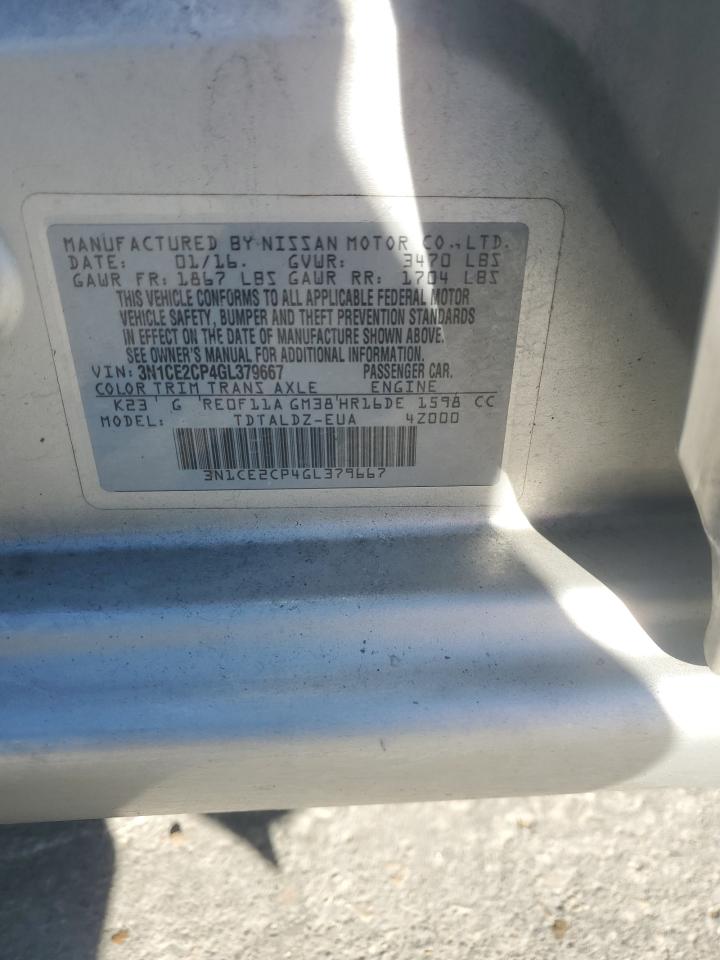 MANUFACTURED BY NISSAN MOTOR CO., LTD.
DATE: 01/16. GVWR: 3470 LBS
GAWR FR: 1867 LBS GAWR RR: 1704 LBS
THIS VEHICLE CONFORMS TO ALL APPLICABLE FEDERAL MOTOR
VEHICLE SAFETY, BUMPER AND THEFT PREVENTION STANDARDS
IN EFFECT ON THE DATE OF MANUFACTURE SHOWN ABOVE.
SEE OWNER'S MANUAL FOR ADDITIONAL INFORMATION.
VIN: 3N1CE2CP4GL379667 PASSENGER CAR.
COLOR TRIM TRANS AXLE ENGINE
K23' G 'RE0F11A GM38'HR16DE 1598 CC
MODEL: TDTALDZ-EUA 4Z000
3N1CE2CP4GL379667